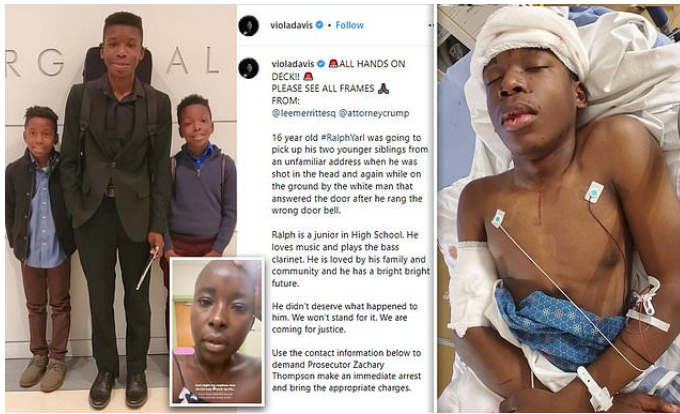 RG
AL
violadavis • Follow
violadavis 🚨ALL HANDS ON
DECK!! 🚨
PLEASE SEE ALL FRAMES 🙏🏿
FROM:
@leemerrittesq @attorneycrump
16 year old #RalphYarl was going to
pick up his two younger siblings from
an unfamiliar address when he was
shot in the head and again while on
the ground by the white man that
answered the door after he rang the
wrong door bell.
Ralph is a junior in High School. He
loves music and plays the bass
clarinet. He is loved by his family and
community and he has a bright bright
future.
He didn't deserve what happened to
him. We won't stand for it. We are
coming for justice.
Use the contact information below to
demand Prosecutor Zachary
Thompson make an immediate arrest
and bring the appropriate charges.